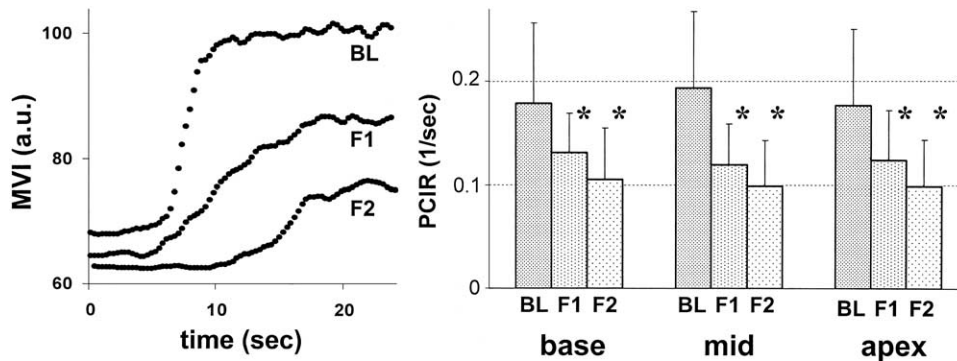 100
80
60
MVI (a.u.)
BL
F1
F2
0 10 20
time (sec)
PCIR (1/sec)
0.2
0.1
0
* * * * * *
BL F1 F2 BL F1 F2 BL F1 F2
base mid apex